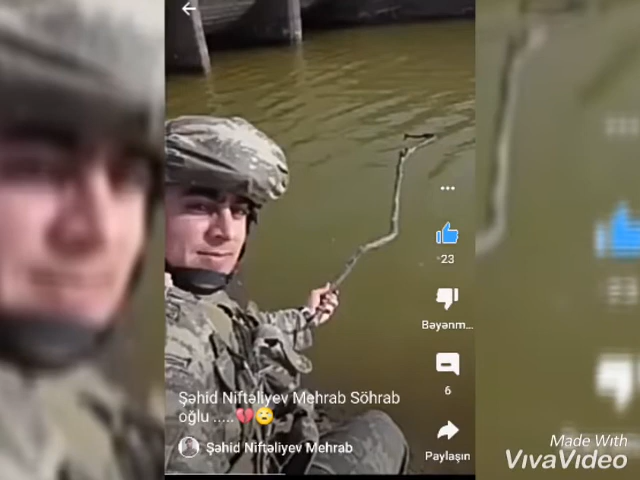 23
Bəyənm...
6
Şəhid Niftəliyev Mehrab Söhrab
oğlu .....💔😢
Şəhid Niftəliyev Mehrab
Paylaşın
Made With
VivaVideo